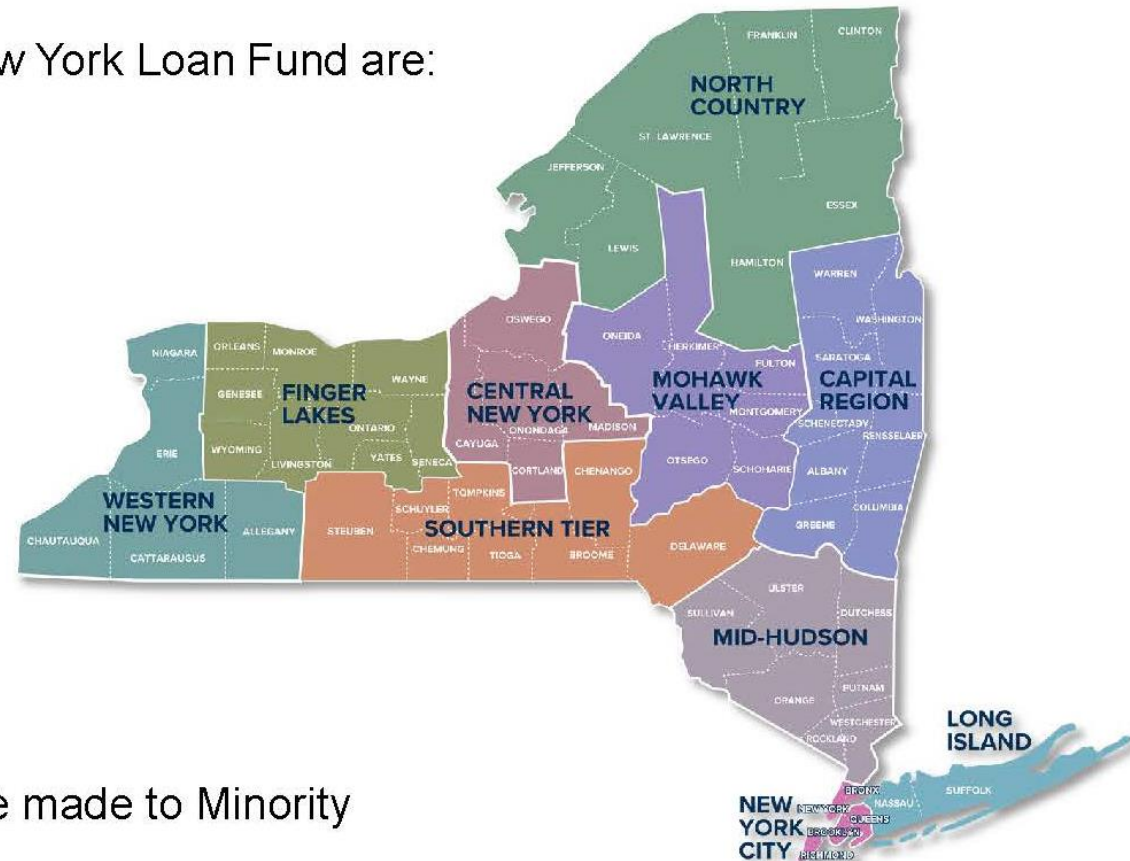 w York Loan Fund are:
FRANKLIN
CLINTON
NORTH
COUNTRY
ST. LAWRENCE
JEFFERSON
ESSEX
LEWIS
HAMILTON
WARREN
OSWEGO
WASHINGTON
ONEIDA
HERKIMER
NIAGARA
ORLEANS
MONROE
FULTON
SARATOGA
WAYNE
GENESEE
FINGER
LAKES
CENTRAL
NEW YORK
MOHAWK
VALLEY
CAPITAL
REGION
MONTGOMERY
ONTARIO
ONONDAGA
MADISON
SCHENECTADY
RENSSELAER
CAYUGA
ERIE
WYOMING
LIVINGSTON
YATES
SENECA
CORTLAND
CHENANGO
OTSEGO
SCHOHARIE
ALBANY
WESTERN
NEW YORK
TOMPKINS
SCHUYLER
COLUMBIA
CHAUTAUQUA
CATTARAUGUS
ALLEGANY
STEUBEN
SOUTHERN TIER
CHEMUNG
TIOGA
BROOME
DELAWARE
GREENE
ULSTER
SULLIVAN
DUTCHESS
MID-HUDSON
ORANGE
PUTNAM
WESTCHESTER
ROCKLAND
LONG
ISLAND
e made to Minority
BRONX
NASSAU
SUFFOLK
NEW
YORK
CITY
NEW YORK
QUEENS
BROOKLYN
RICHMOND